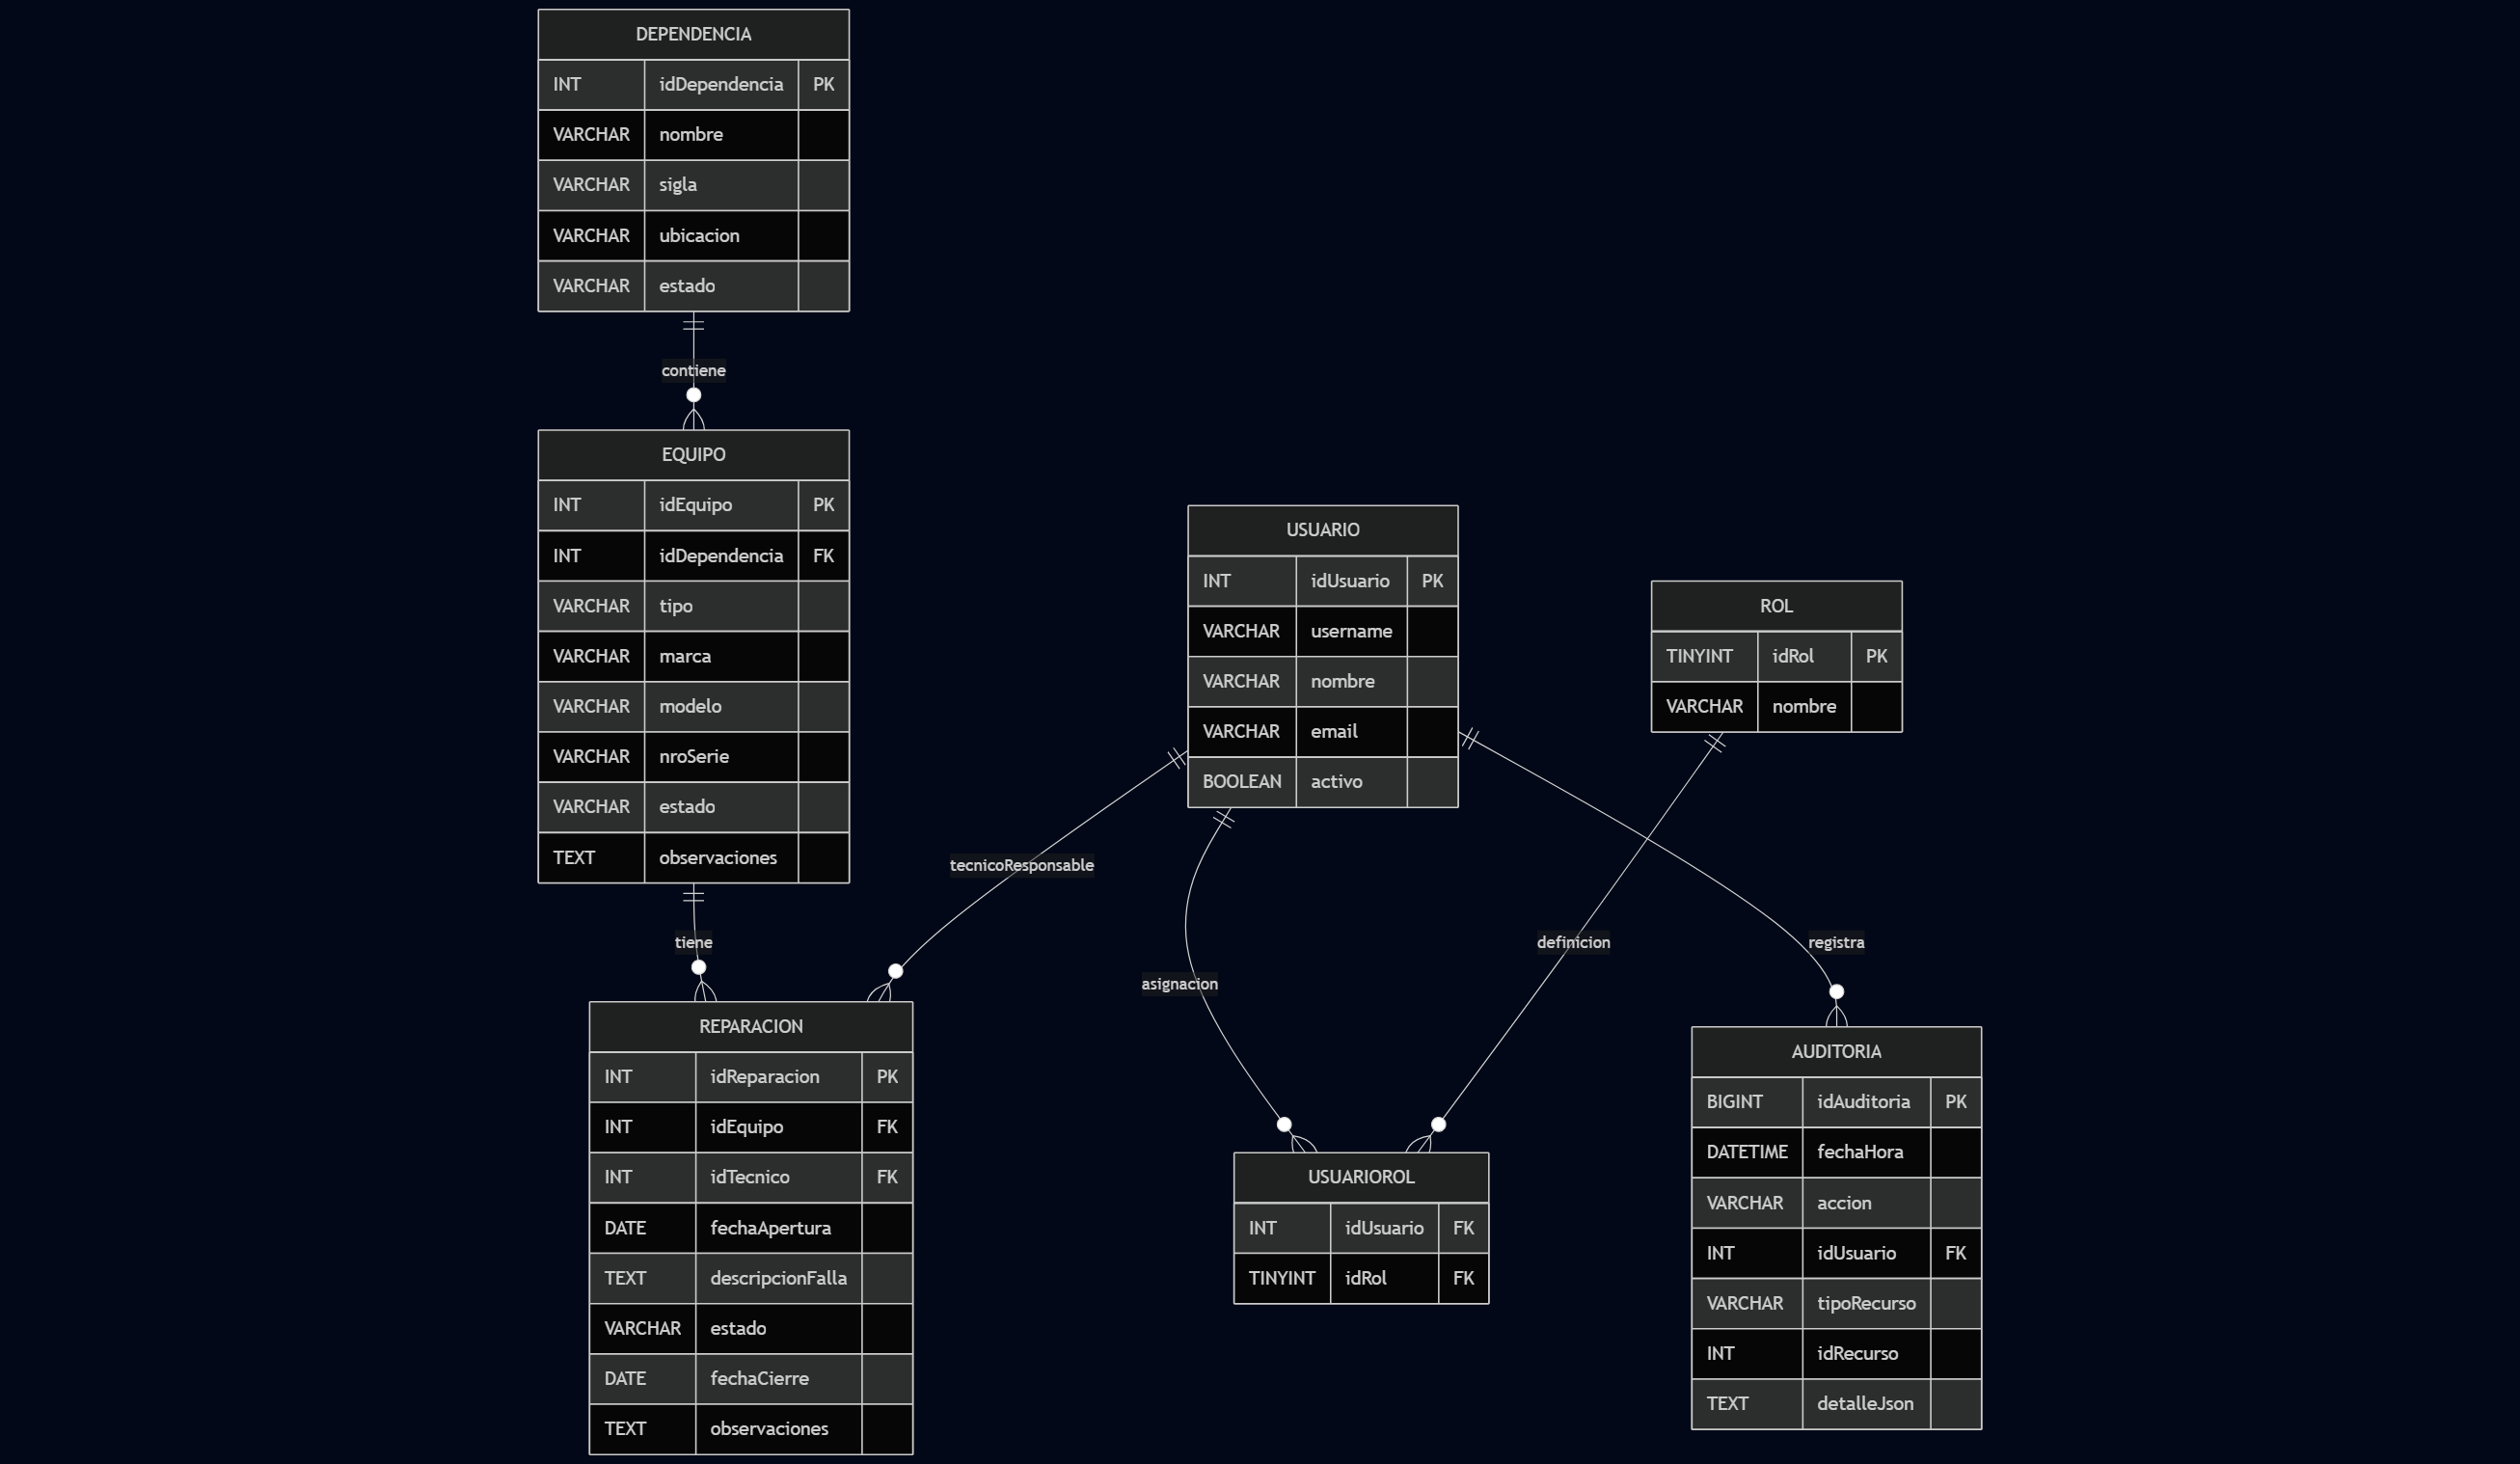 DEPENDENCIA
INT idDependencia PK
VARCHAR nombre
VARCHAR sigla
VARCHAR ubicacion
VARCHAR estado
contiene
EQUIPO
INT idEquipo PK
INT idDependencia FK
VARCHAR tipo
VARCHAR marca
VARCHAR modelo
VARCHAR nroSerie
VARCHAR estado
TEXT observaciones
USUARIO
INT idUsuario PK
VARCHAR username
VARCHAR nombre
VARCHAR email
BOOLEAN activo
ROL
TINYINT idRol PK
VARCHAR nombre
tecnicoResponsable
tiene
asignacion
definicion
registra
REPARACION
INT idReparacion PK
INT idEquipo FK
INT idTecnico FK
DATE fechaApertura
TEXT descripcionFalla
VARCHAR estado
DATE fechaCierre
TEXT observaciones
USUARIOROL
INT idUsuario FK
TINYINT idRol FK
AUDITORIA
BIGINT idAuditoria PK
DATETIME fechaHora
VARCHAR accion
INT idUsuario FK
VARCHAR tipoRecurso
INT idRecurso
TEXT detalleJson